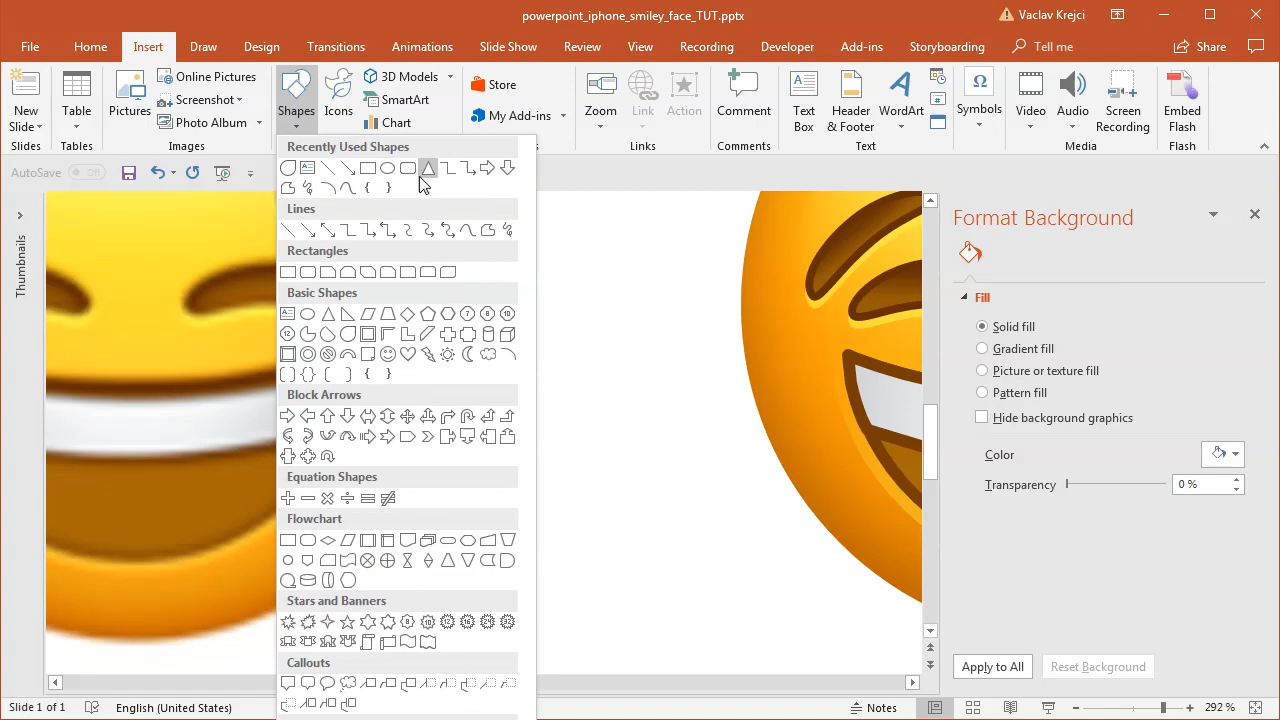 powerpoint_iphone_smiley_face_TUT.pptx
Vaclav Krejci
File
Home
Insert
Draw
Design
Transitions
Animations
Slide Show
Review
View
Recording
Developer
Add-ins
Storyboarding
Tell me
Share
New
Slide
Table
Pictures
Online Pictures
Screenshot
Photo Album
Shapes
Icons
3D Models
SmartArt
Chart
Store
My Add-ins
Zoom
Link
Action
Comment
Text
Box
Header
& Footer
WordArt
Symbols
Video
Audio
Screen
Recording
Embed
Flash
Slides
Tables
Images
Links
Comments
Text
Media
Flash
AutoSave
Off
Recently Used Shapes
Lines
Rectangles
Basic Shapes
Block Arrows
Equation Shapes
Flowchart
Stars and Banners
Callouts
Thumbnails
Format Background
Fill
Solid fill
Gradient fill
Picture or texture fill
Pattern fill
Hide background graphics
Color
Transparency
0 %
Apply to All
Reset Background
Slide 1 of 1
English (United States)
Notes
292 %